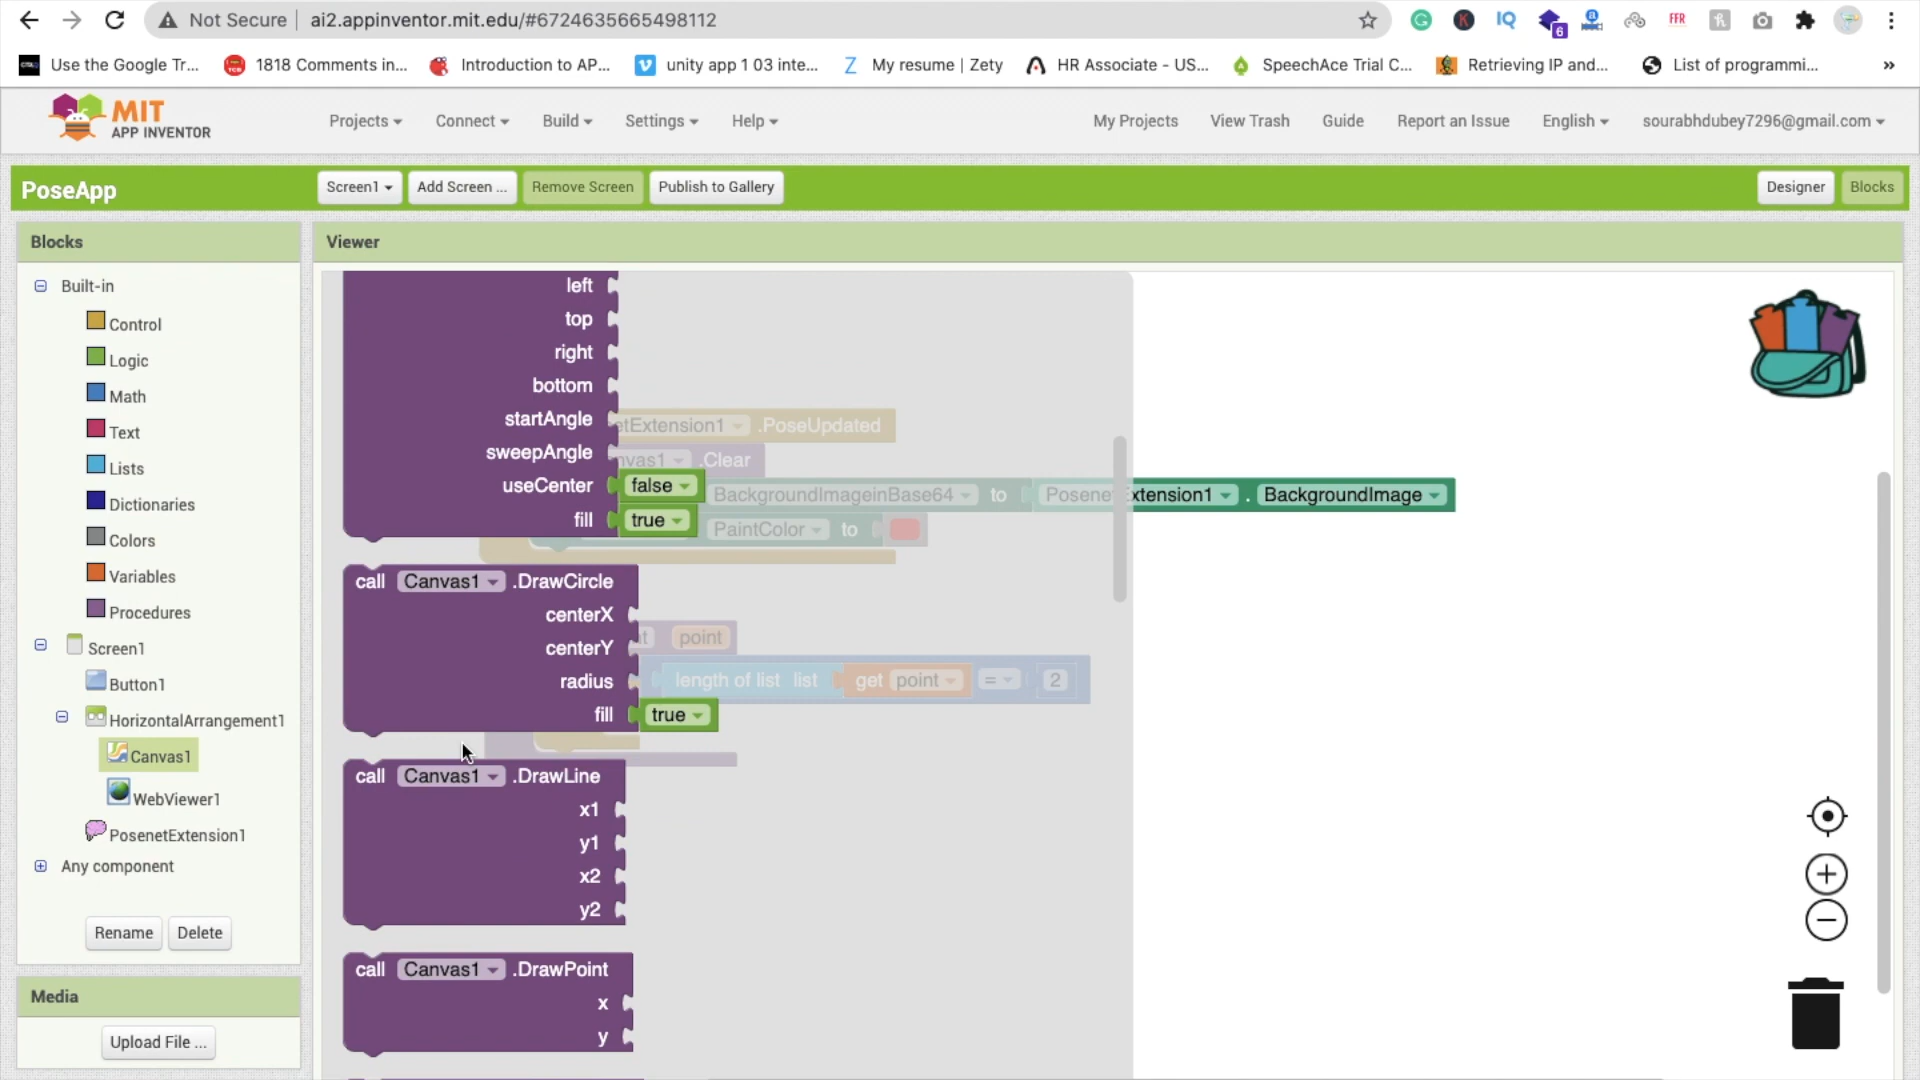 Not Secure ai2.appinventor.mit.edu/#6724635665498112
Use the Google Tr... 1818 Comments in... Introduction to AP... unity app 1 03 inte... My resume | Zety HR Associate - US... SpeechAce Trial C... Retrieving IP and... List of programmi... »
MIT
APP INVENTOR
Projects Connect Build Settings Help My Projects View Trash Guide Report an Issue English sourabhdubey7296@gmail.com
PoseApp Screen1 Add Screen ... Remove Screen Publish to Gallery Designer Blocks
Blocks
Viewer
Built-in
Control
Logic
Math
Text
Lists
Dictionaries
Colors
Variables
Procedures
Screen1
Button1
HorizontalArrangement1
Canvas1
WebViewer1
PosenetExtension1
Any component
Rename Delete
Media
Upload File ...
left
top
right
bottom
startAngle
sweepAngle
useCenter false
fill true
etExtension1 .PoseUpdated
nvas1 .Clear
BackgroundImageinBase64 to PosenetExtension1 . BackgroundImage
PaintColor to
call Canvas1 .DrawCircle
centerX
centerY
radius
fill true
point
length of list list get point = 2
call Canvas1 .DrawLine
x1
y1
x2
y2
call Canvas1 .DrawPoint
x
y